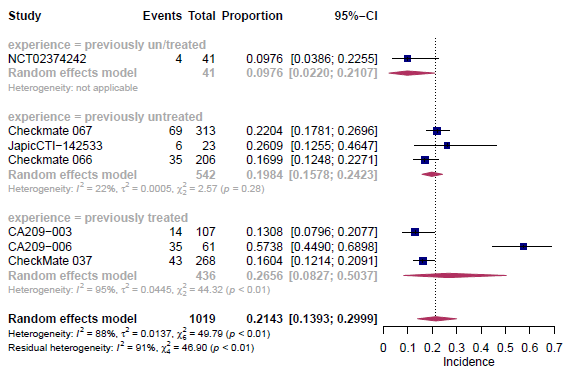 Study Events Total Proportion 95%−CI
experience = previously un/treated
NCT02374242 4 41 0.0976 [0.0386; 0.2255]
Random effects model 41 0.0976 [0.0220; 0.2107]
Heterogeneity: not applicable
experience = previously untreated
Checkmate 067 69 313 0.2204 [0.1781; 0.2696]
JapicCTI−142533 6 23 0.2609 [0.1255; 0.4647]
Checkmate 066 35 206 0.1699 [0.1248; 0.2271]
Random effects model 542 0.1984 [0.1578; 0.2423]
Heterogeneity: I² = 22%, τ² = 0.0005, χ²₂ = 2.57 (p = 0.28)
experience = previously treated
CA209−003 14 107 0.1308 [0.0796; 0.2077]
CA209−006 35 61 0.5738 [0.4490; 0.6898]
CheckMate 037 43 268 0.1604 [0.1214; 0.2091]
Random effects model 436 0.2656 [0.0827; 0.5037]
Heterogeneity: I² = 95%, τ² = 0.0445, χ²₂ = 44.32 (p < 0.01)
Random effects model 1019 0.2143 [0.1393; 0.2999]
Heterogeneity: I² = 88%, τ² = 0.0137, χ²₆ = 49.79 (p < 0.01)
Residual heterogeneity: I² = 91%, χ²₄ = 46.90 (p < 0.01)
0 0.1 0.2 0.3 0.4 0.5 0.6 0.7
Incidence